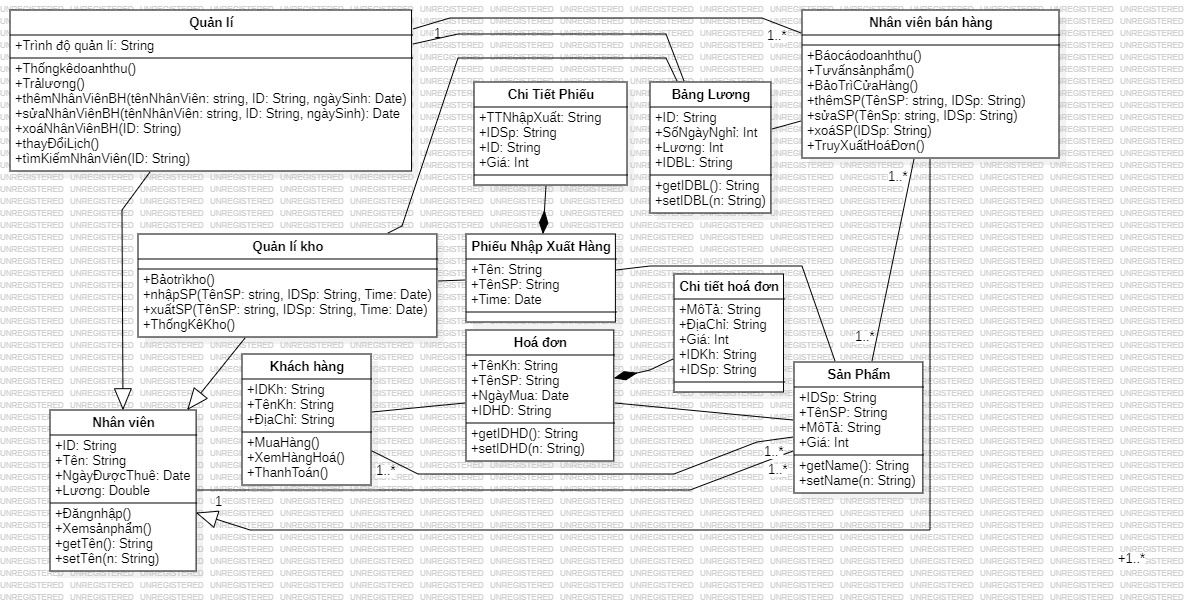 Quản lí
+Trình độ quản lí: String
+Thốngkêdoanhthu()
+Trảlương()
+thêmNhânViênBH(tênNhânViên: string, ID: String, ngàySinh: Date)
+sửaNhânViênBH(tênNhânViên: string, ID: String, ngàySinh): Date
+xoáNhânViênBH(ID: String)
+thayĐổiLịch()
+tìmKiếmNhânViên(ID: String)
1
1..*
Nhân viên bán hàng
+Báocáodoanhthu()
+Tưvấnsảnphẩm()
+BảoTrìCửaHàng()
+thêmSP(TênSP: string, IDSp: String)
+sửaSP(TênSp: string, IDSp: String)
+xoáSP(IDSp: String)
+TruyXuấtHoáĐơn()
Chi Tiết Phiếu
+TTNhậpXuất: String
+IDSp: String
+ID: String
+Giá: Int
Bảng Lương
+ID: String
+SốNgàyNghỉ: Int
+Lương: Int
+IDBL: String
+getIDBL(): String
+setIDBL(n: String)
1..*
Quản lí kho
+Bảotrìkho()
+nhậpSP(TênSP: string, IDSp: String, Time: Date)
+xuấtSP(TênSP: string, IDSp: String, Time: Date)
+ThốngKêKho()
Phiếu Nhập Xuất Hàng
+Tên: String
+TênSP: String
+Time: Date
Chi tiết hoá đơn
+MôTả: String
+ĐịaChỉ: String
+Giá: Int
+IDKh: String
+IDSp: String
1..*
Khách hàng
+IDKh: String
+TênKh: String
+ĐịaChỉ: String
+MuaHàng()
+XemHàngHoá()
+ThanhToán()
Hoá đơn
+TênKh: String
+TênSP: String
+NgàyMua: Date
+IDHD: String
+getIDHD(): String
+setIDHD(n: String)
Sản Phẩm
+IDSp: String
+TênSP: String
+MôTả: String
+Giá: Int
+getName(): String
+setName(n: String)
1..*
1..*
1..*
Nhân viên
+ID: String
+Tên: String
+NgàyĐượcThuê: Date
+Lương: Double
+Đăngnhập()
+Xemsảnphẩm()
+getTên(): String
+setTên(n: String)
1
+1..*
UNREGISTERED